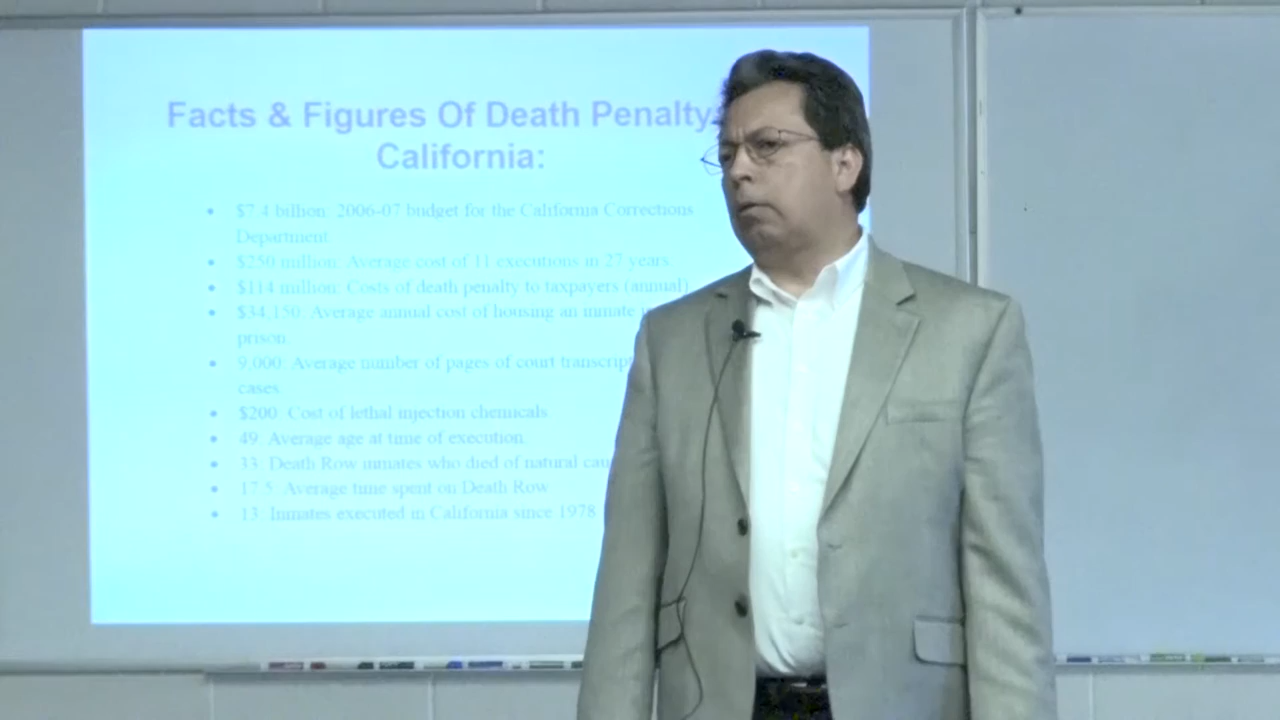 Facts & Figures Of Death Penalty
California:
• $7.4 billion: 2006-07 budget for the California Corrections
Department.
• $250 million: Average cost of 11 executions in 27 years
• $114 million: Costs of death penalty to taxpayers (annual)
• $34,150: Average annual cost of housing an inmate
prison.
• 9,000: Average number of pages of court transcript
cases.
• $200: Cost of lethal injection chemicals.
• 49: Average age at time of execution.
• 33: Death Row inmates who died of natural
• 17.5: Average time spent on Death Row
• 13: Inmates executed in California since 1978